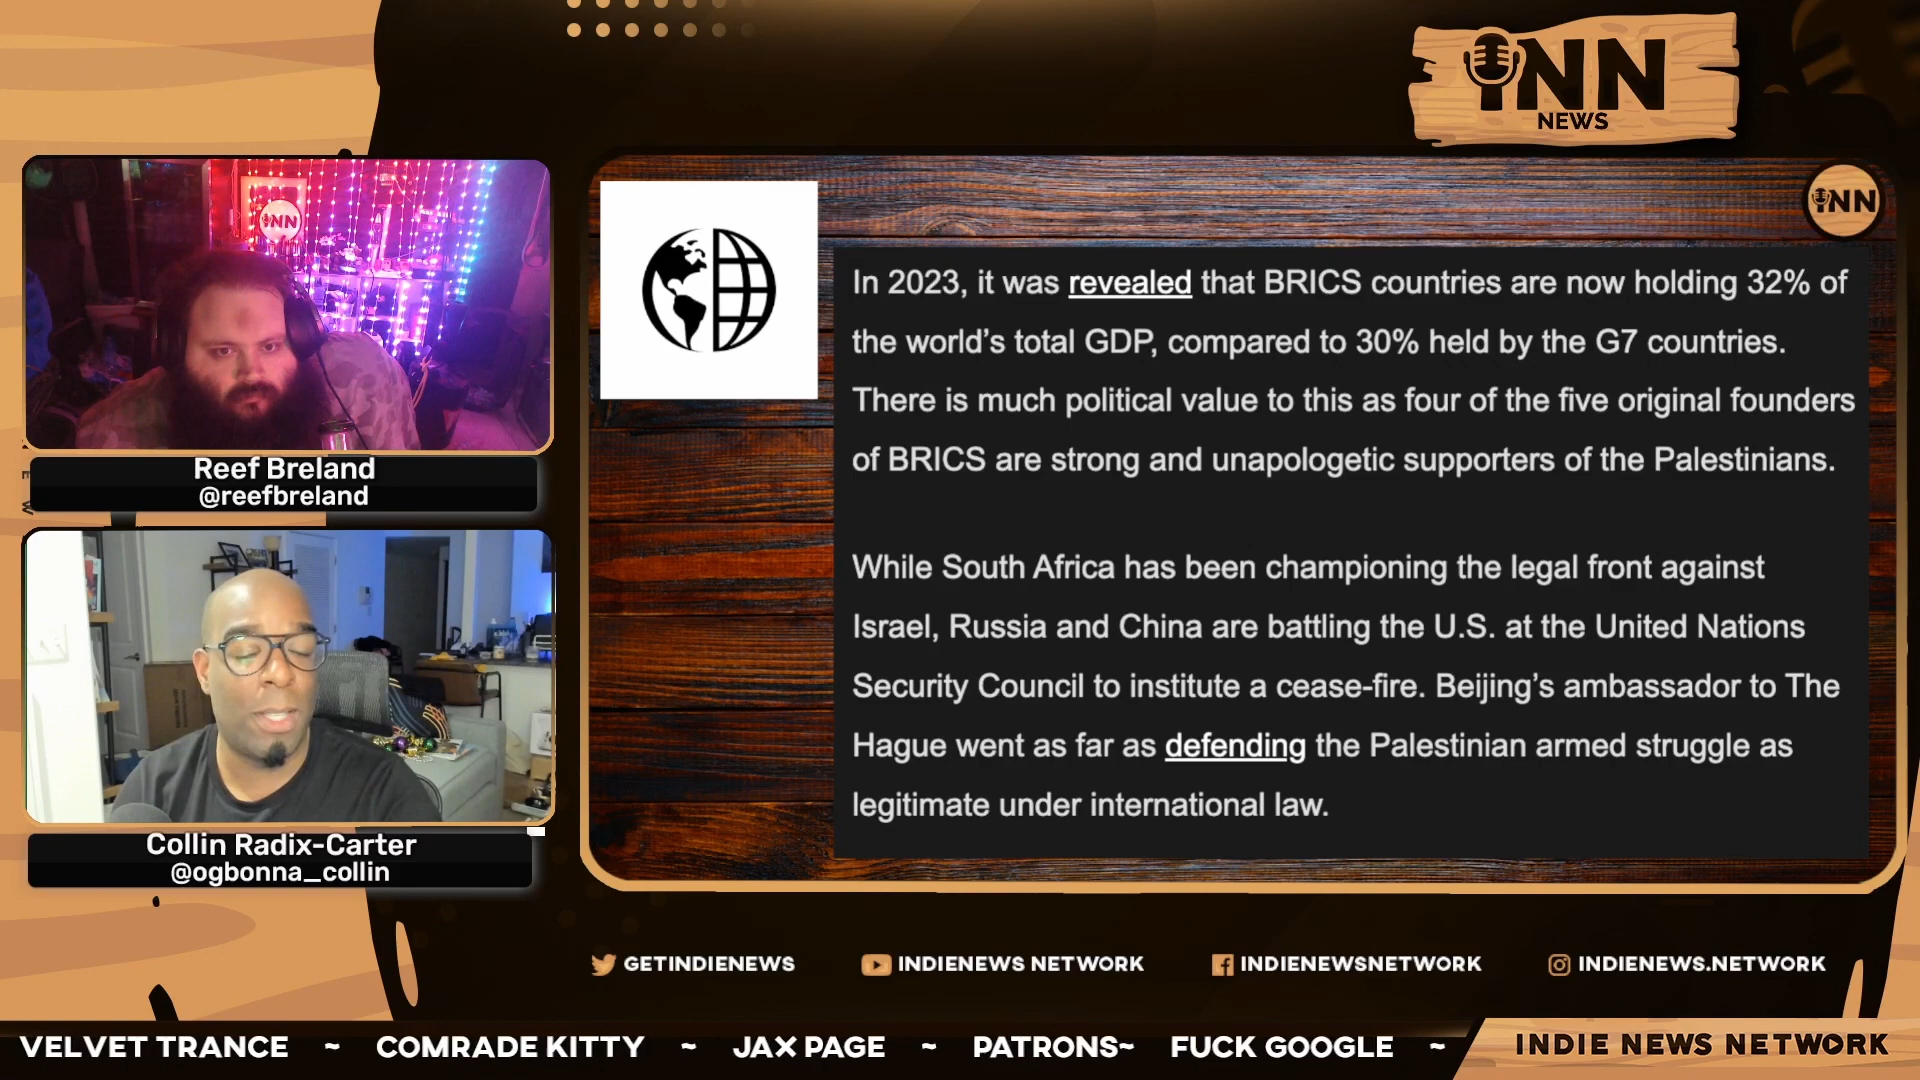 iNN
NEWS
iNN
iNN
In 2023, it was revealed that BRICS countries are now holding 32% of
the world’s total GDP, compared to 30% held by the G7 countries.
There is much political value to this as four of the five original founders
of BRICS are strong and unapologetic supporters of the Palestinians.
While South Africa has been championing the legal front against
Israel, Russia and China are battling the U.S. at the United Nations
Security Council to institute a cease-fire. Beijing’s ambassador to The
Hague went as far as defending the Palestinian armed struggle as
legitimate under international law.
Reef Breland
@reefbreland
Collin Radix-Carter
@ogbonna_collin
GETINDIENEWS INDIENEWS NETWORK INDIENEWSNETWORK INDIENEWS.NETWORK
VELVET TRANCE ~ COMRADE KITTY ~ JAX PAGE ~ PATRONS~ FUCK GOOGLE ~
INDIE NEWS NETWORK